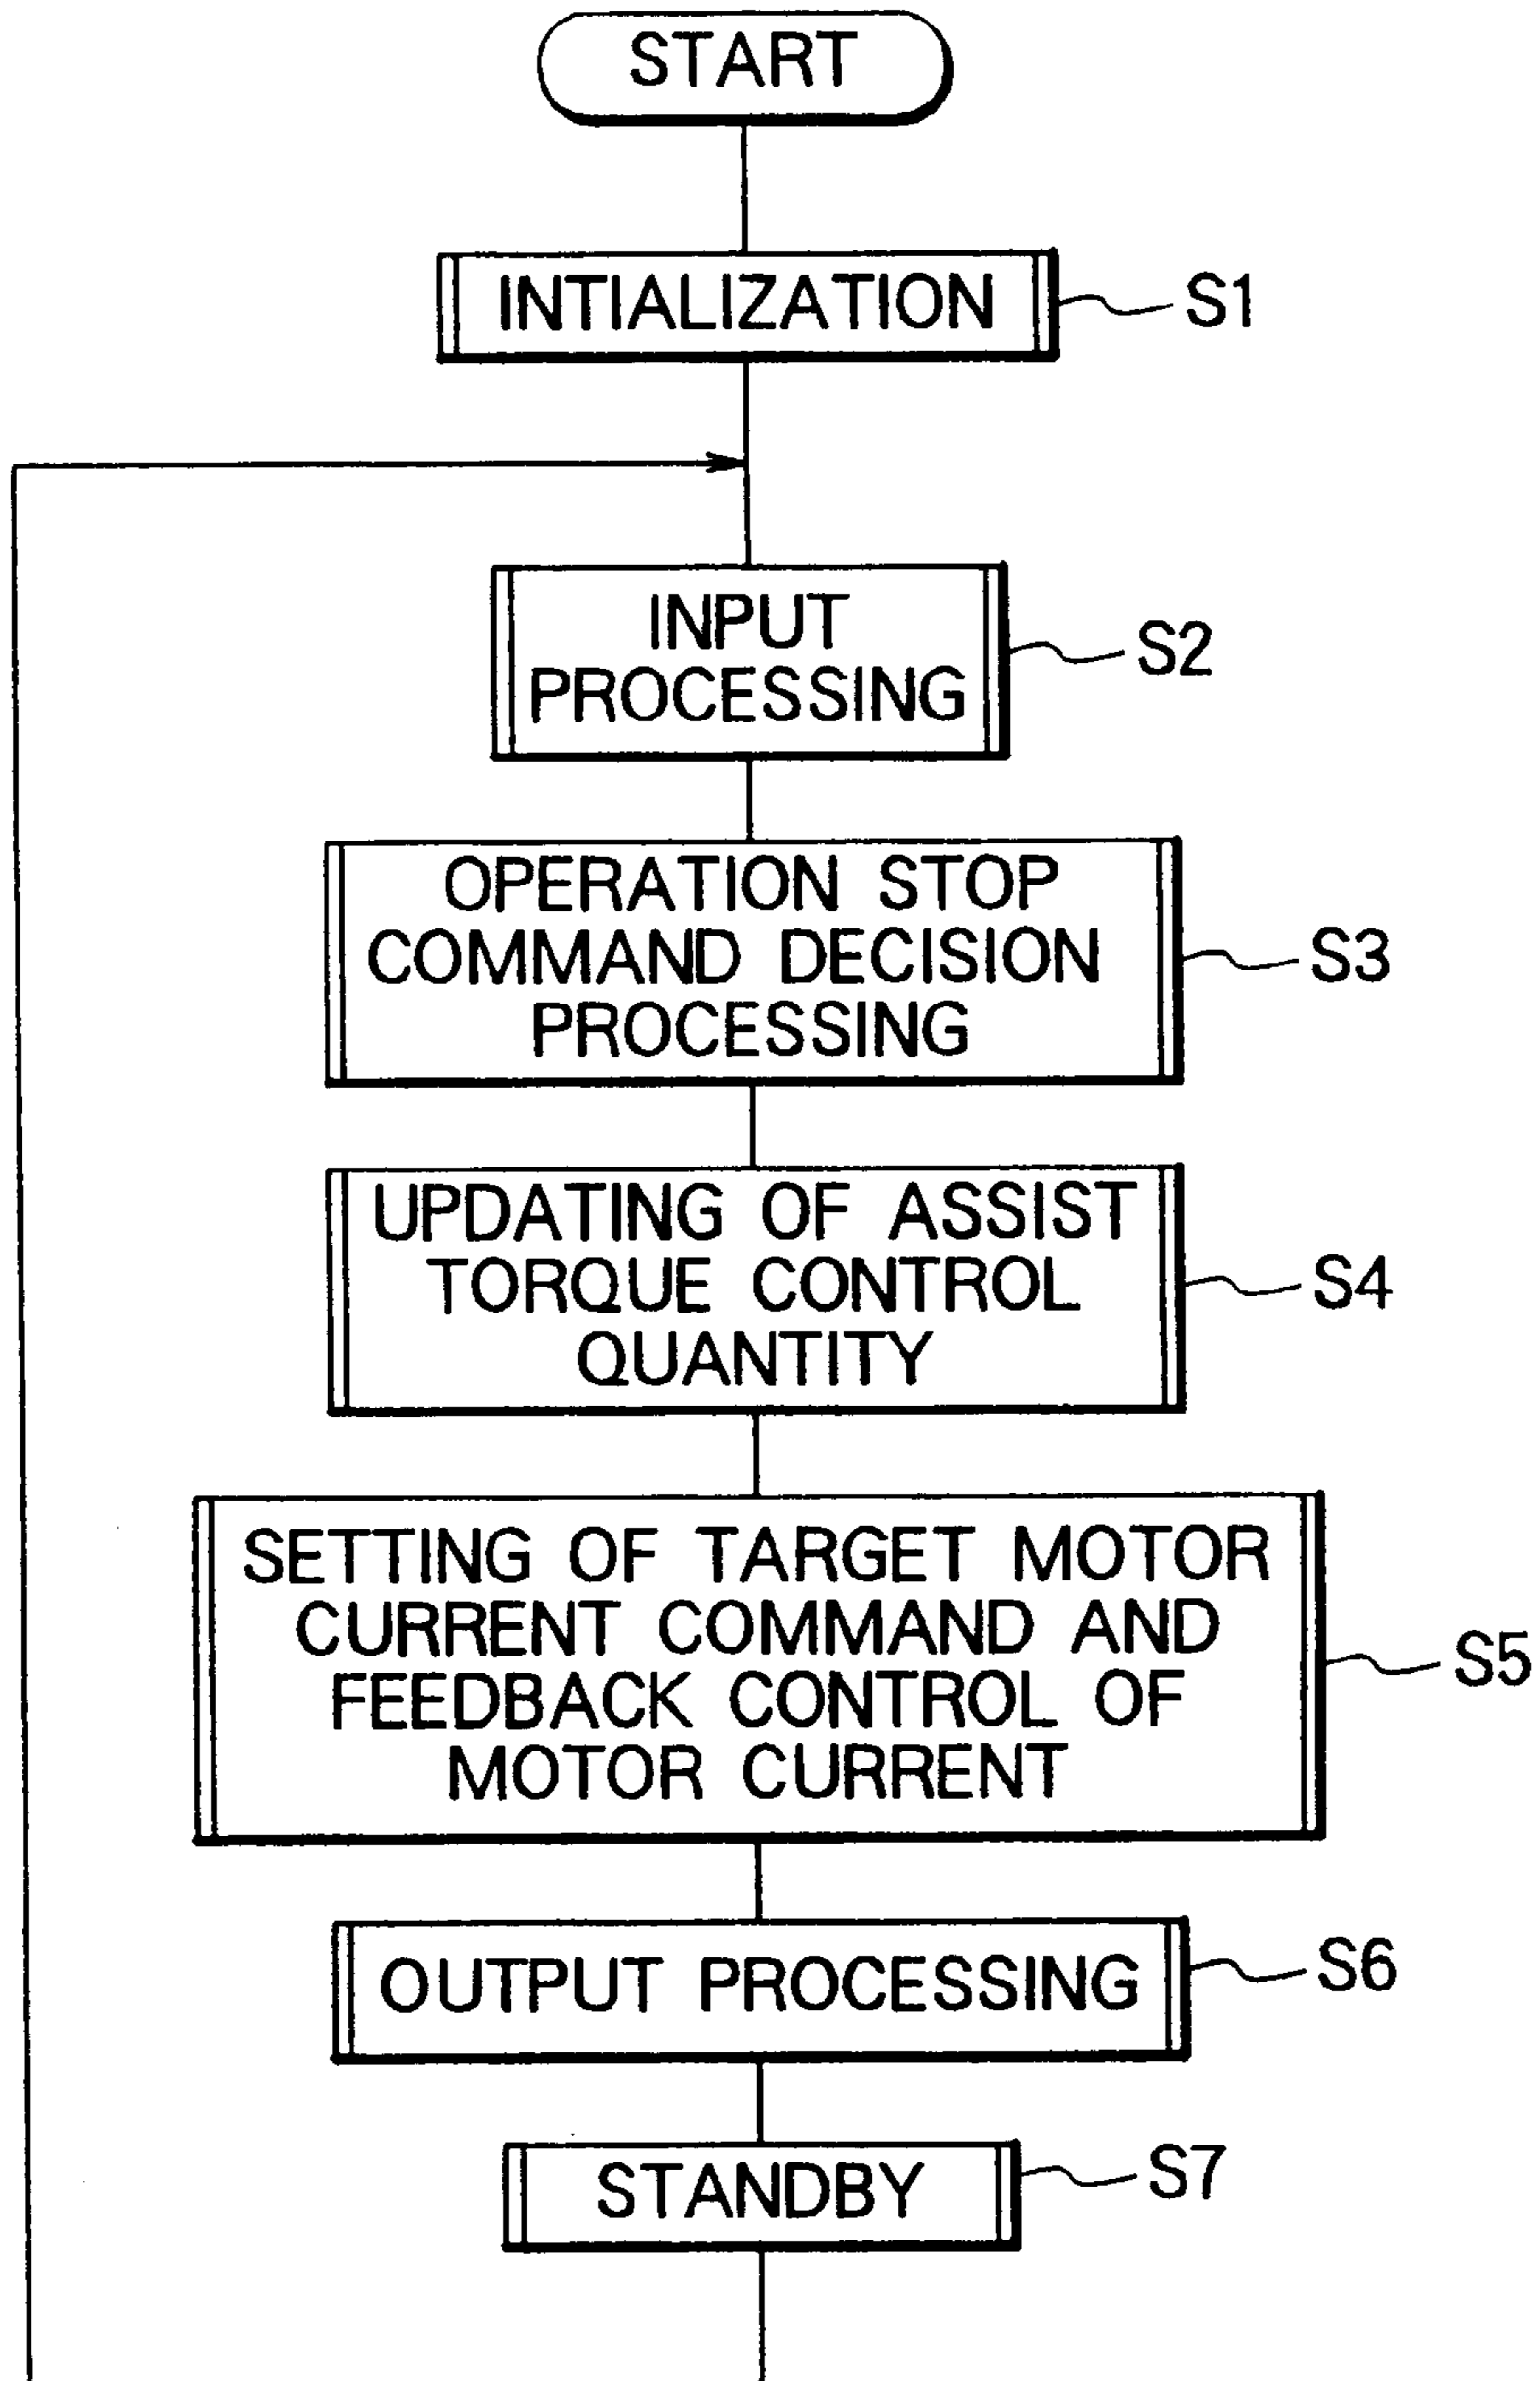 START
INTIALIZATION
S1
INPUT
PROCESSING
S2
OPERATION STOP
COMMAND DECISION
PROCESSING
S3
UPDATING OF ASSIST
TORQUE CONTROL
QUANTITY
S4
SETTING OF TARGET MOTOR
CURRENT COMMAND AND
FEEDBACK CONTROL OF
MOTOR CURRENT
S5
OUTPUT PROCESSING
S6
STANDBY
S7